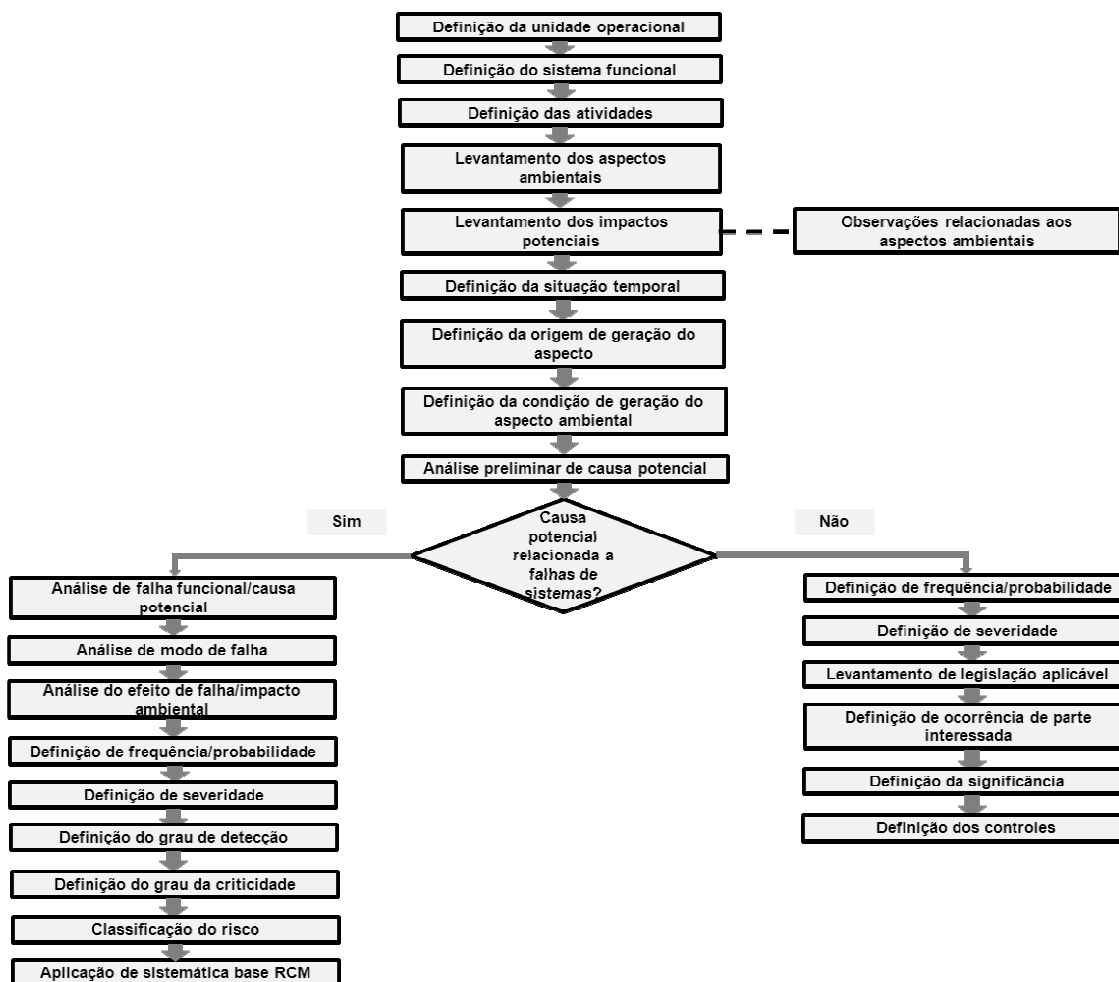 Definição da unidade operacional
Definição do sistema funcional
Definição das atividades
Levantamento dos aspectos
ambientais
Levantamento dos impactos
potenciais
Observações relacionadas aos
aspectos ambientais
Definição da situação temporal
Definição da origem de geração do
aspecto
Definição da condição de geração do
aspecto ambiental
Análise preliminar de causa potencial
Causa
potencial
relacionada a
falhas de
sistemas?
Sim
Análise de falha funcional/causa
potencial
Análise de modo de falha
Análise do efeito de falha/impacto
ambiental
Definição de frequência/probabilidade
Definição de severidade
Definição do grau de detecção
Definição do grau da criticidade
Classificação do risco
Aplicação de sistemática base RCM
Não
Definição de frequência/probabilidade
Definição de severidade
Levantamento de legislação aplicável
Definição de ocorrência de parte
interessada
Definição da significância
Definição dos controles